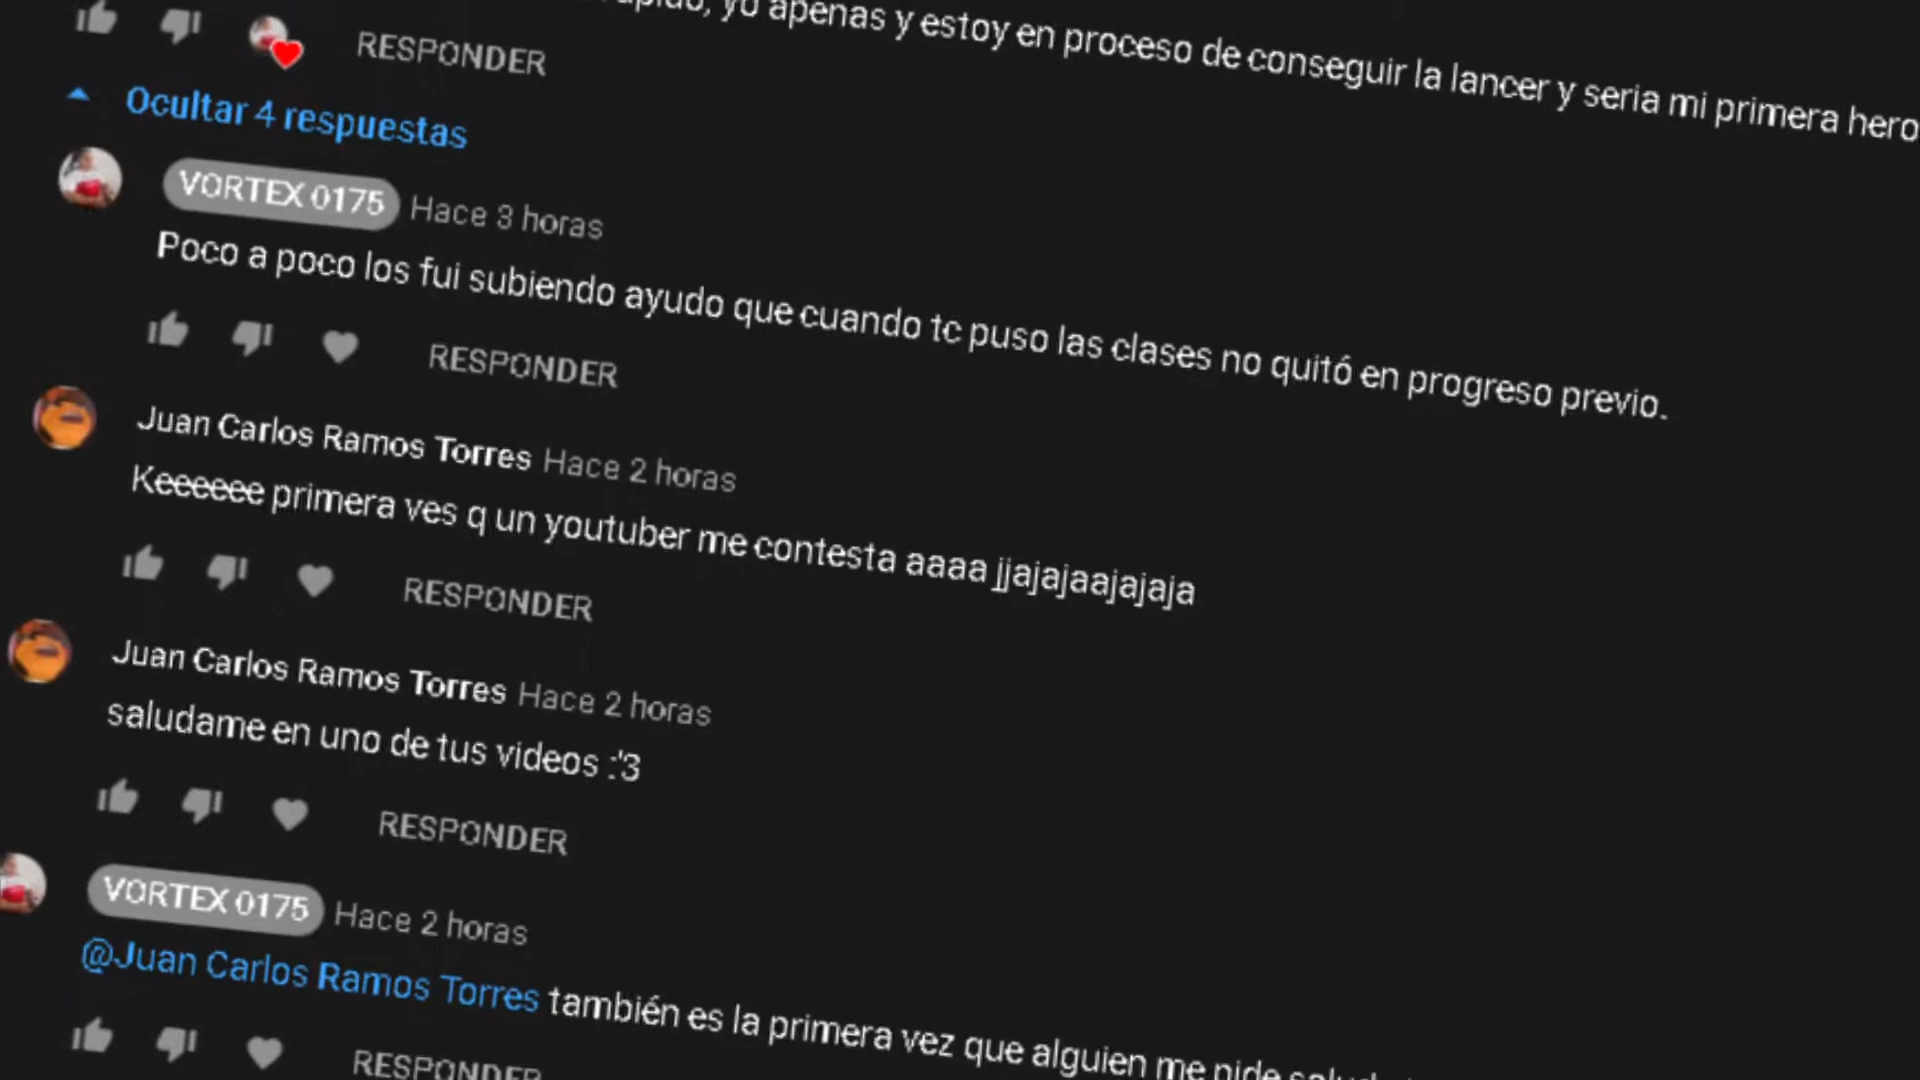 yo apenas y estoy en proceso de conseguir la lancer y seria mi primera hero
RESPONDER
Ocultar 4 respuestas
VORTEX 0175 Hace 3 horas
Poco a poco los fui subiendo ayudo que cuando tc puso las clases no quitó en progreso previo.
RESPONDER
Juan Carlos Ramos Torres Hace 2 horas
Keeeeee primera ves q un youtuber me contesta aaaa jjajajaajajaja
RESPONDER
Juan Carlos Ramos Torres Hace 2 horas
saludame en uno de tus videos :'3
RESPONDER
VORTEX 0175 Hace 2 horas
@Juan Carlos Ramos Torres también es la primera vez que alguien me pide
RESPONDER